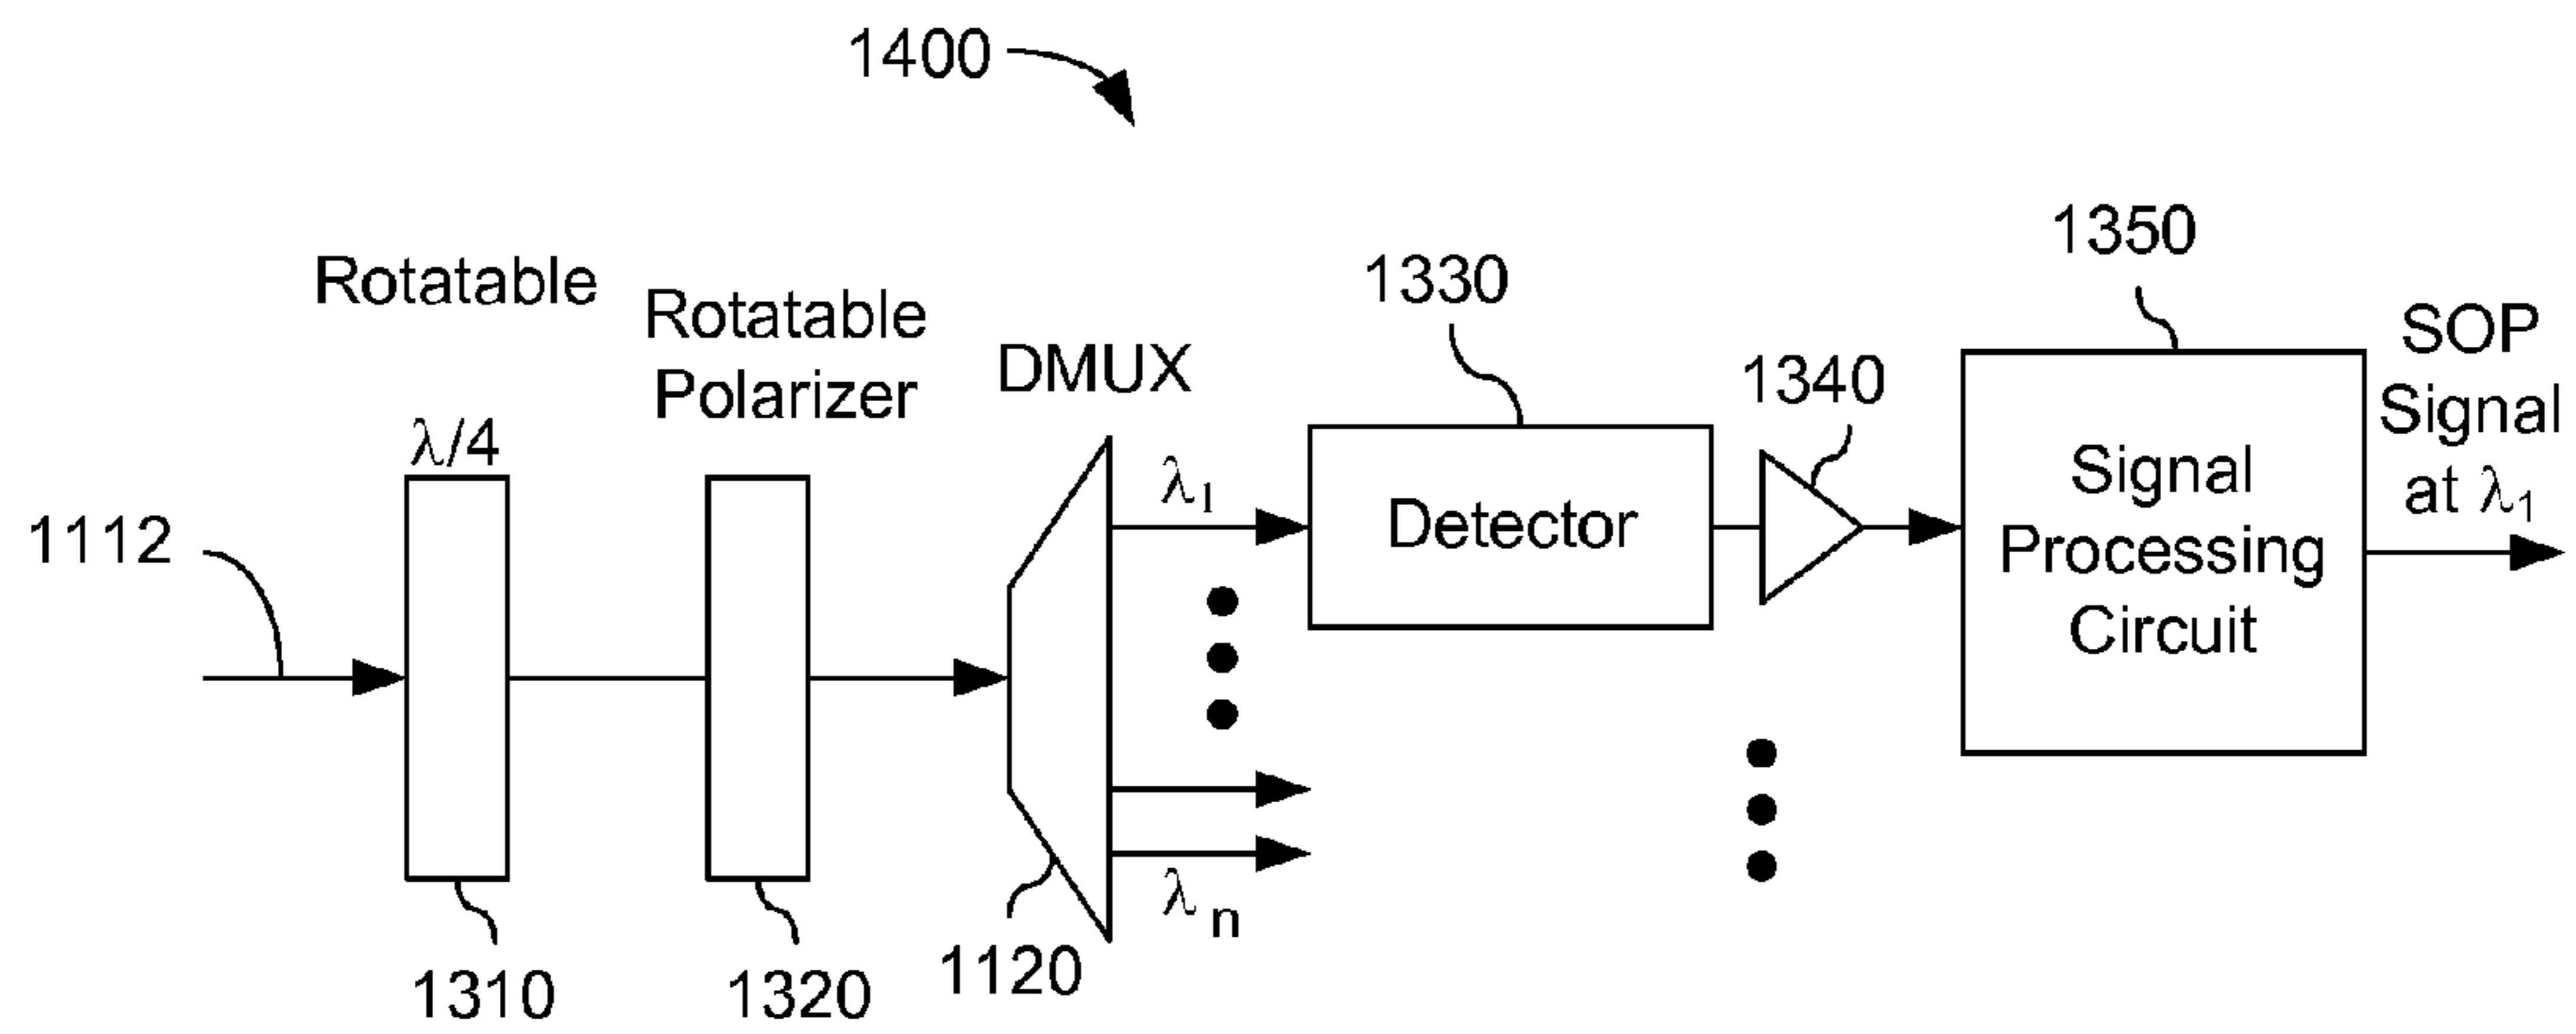 1400
1350
Rotatable
1330
SOP
Signal
at λ1
Rotatable
Polarizer
DMUX
1340
λ/4
λ1
1112
Detector
Signal
Processing
Circuit
λn
1310
1320
1120